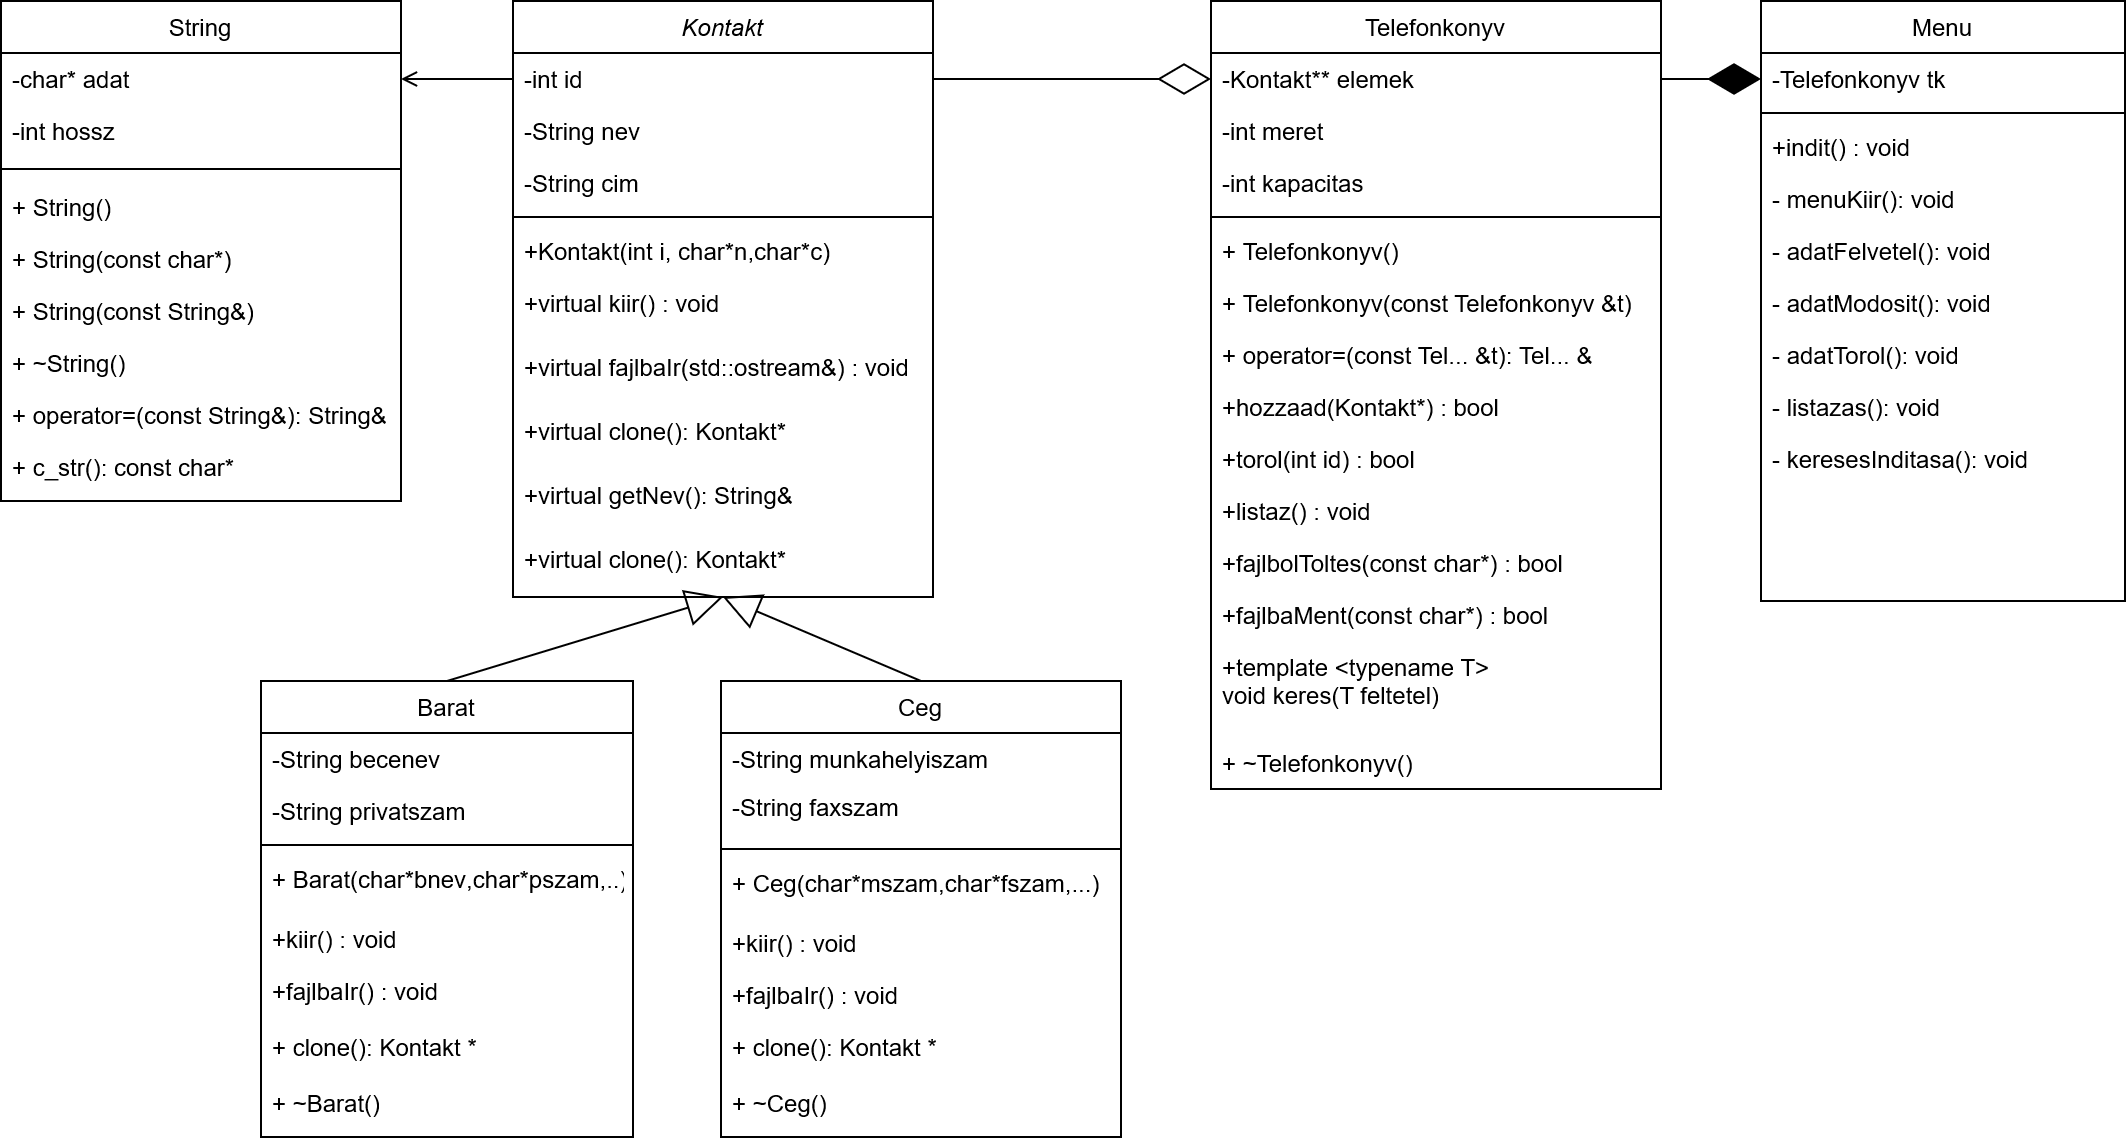 String
-char* adat
-int hossz
+ String()
+ String(const char*)
+ String(const String&)
+ ~String()
+ operator=(const String&): String&
+ c_str(): const char*
Kontakt
-int id
-String nev
-String cim
+Kontakt(int i, char*n,char*c)
+virtual kiir() : void
+virtual fajlbaIr(std::ostream&) : void
+virtual clone(): Kontakt*
+virtual getNev(): String&
+virtual clone(): Kontakt*
Telefonkonyv
-Kontakt** elemek
-int meret
-int kapacitas
+ Telefonkonyv()
+ Telefonkonyv(const Telefonkonyv &t)
+ operator=(const Tel... &t): Tel... &
+hozzaad(Kontakt*) : bool
+torol(int id) : bool
+listaz() : void
+fajlbolToltes(const char*) : bool
+fajlbaMent(const char*) : bool
+template <typename T>
void keres(T feltetel)
+ ~Telefonkonyv()
Menu
-Telefonkonyv tk
+indit() : void
- menuKiir(): void
- adatFelvetel(): void
- adatModosit(): void
- adatTorol(): void
- listazas(): void
- keresesInditasa(): void
Barat
-String becenev
-String privatszam
+ Barat(char*bnev,char*pszam,..)
+kiir() : void
+fajlbaIr() : void
+ clone(): Kontakt *
+ ~Barat()
Ceg
-String munkahelyiszam
-String faxszam
+ Ceg(char*mszam,char*fszam,...)
+kiir() : void
+fajlbaIr() : void
+ clone(): Kontakt *
+ ~Ceg()